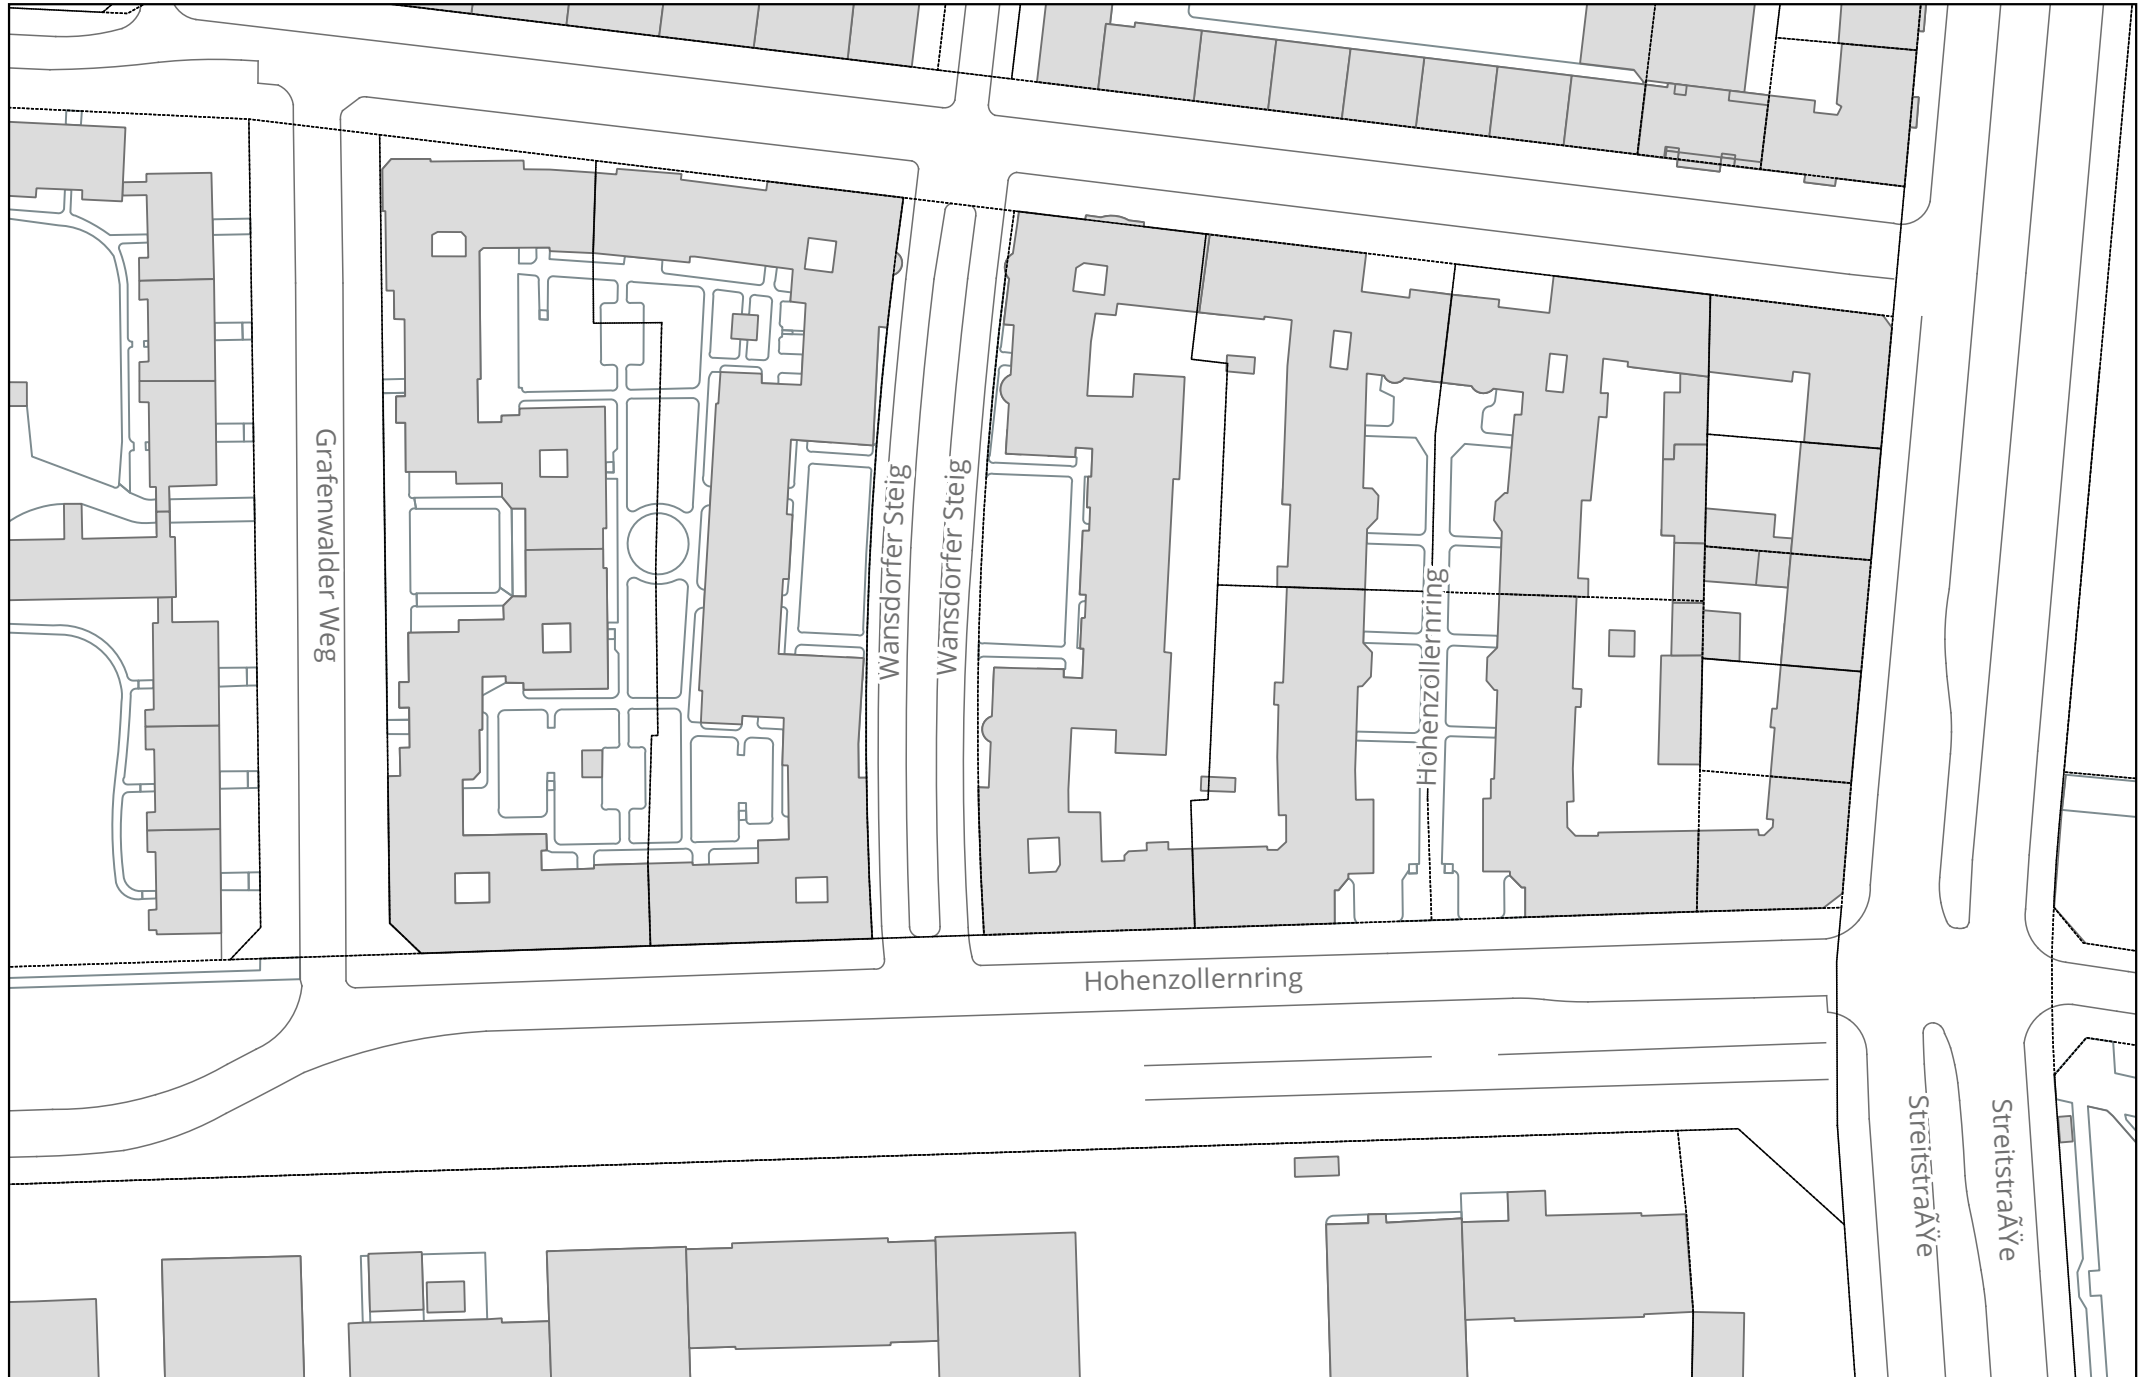 Grafenwalder Weg
Wansdorfer Steig
Wansdorfer Steig
Hohenzollernring
Hohenzollernring
StreitstraÃŸe
StreitstraÃŸe